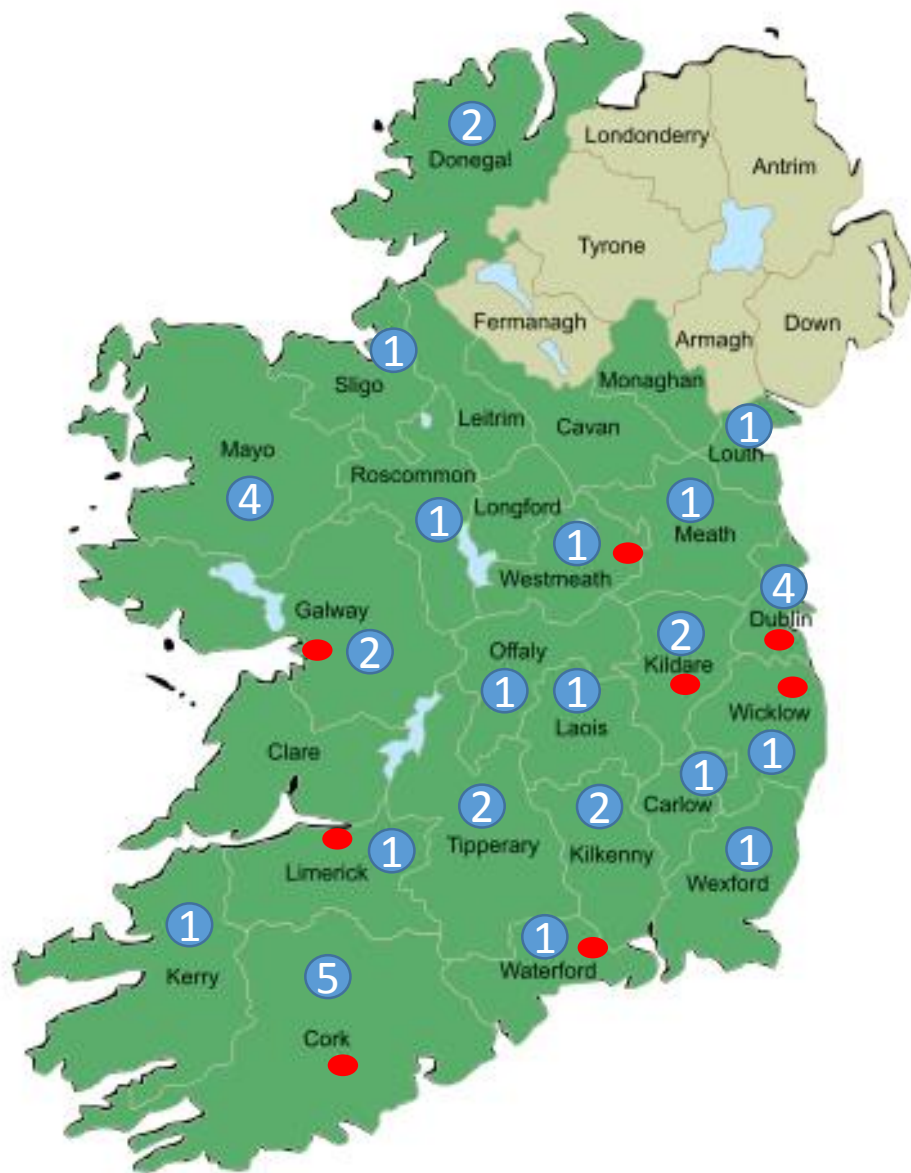 2
Donegal
Londonderry
Antrim
Tyrone
Fermanagh
Armagh
Down
1
Sligo
Monaghan
Leitrim
Cavan
1
Louth
Mayo
4
Roscommon
1
Longford
1
Meath
1
Westmeath
4
Dublin
Galway
2
Offaly
1
1
Laois
2
Kildare
Wicklow
1
Clare
2
Tipperary
2
Kilkenny
1
Carlow
1
Wexford
Limerick
1
1
Kerry
1
Waterford
5
Cork